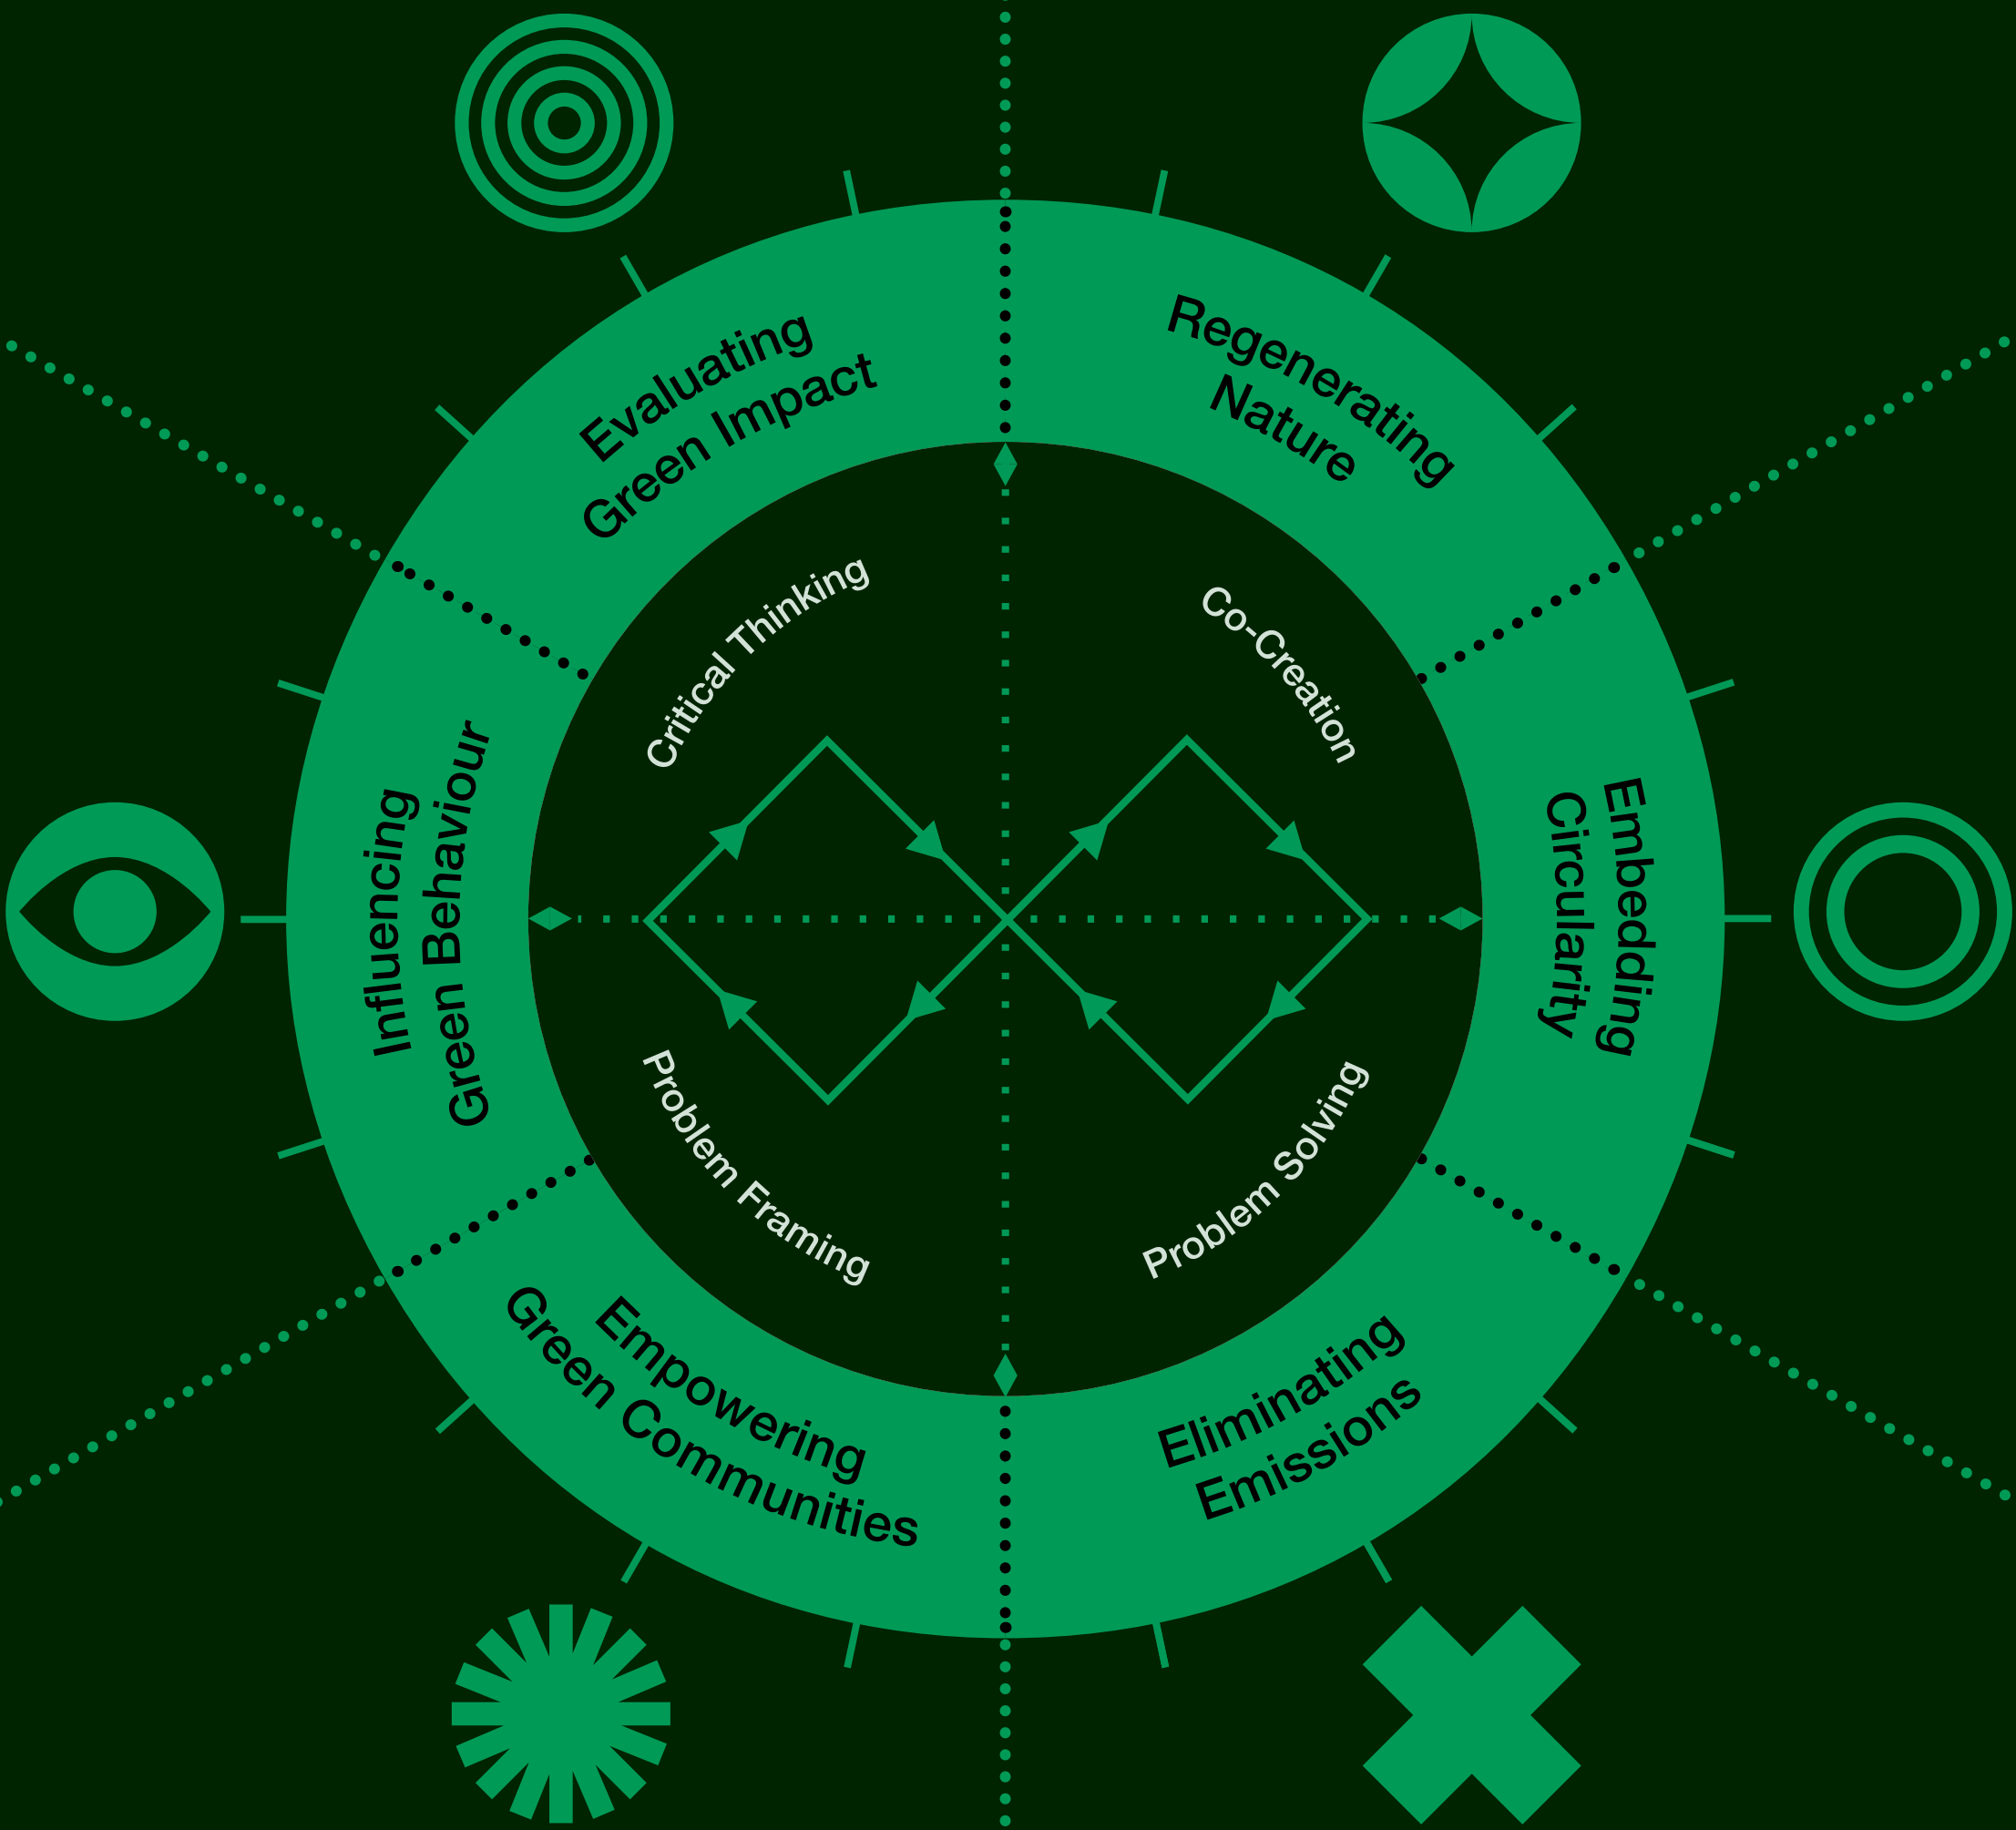 Evaluating
Green Impact
Regenerating
Nature
Critical Thinking
Co-Creation
Influencing
Green Behaviour
Embedding
Circularity
Problem Framing
Problem Solving
Empowering
Green Communities
Eliminating
Emissions